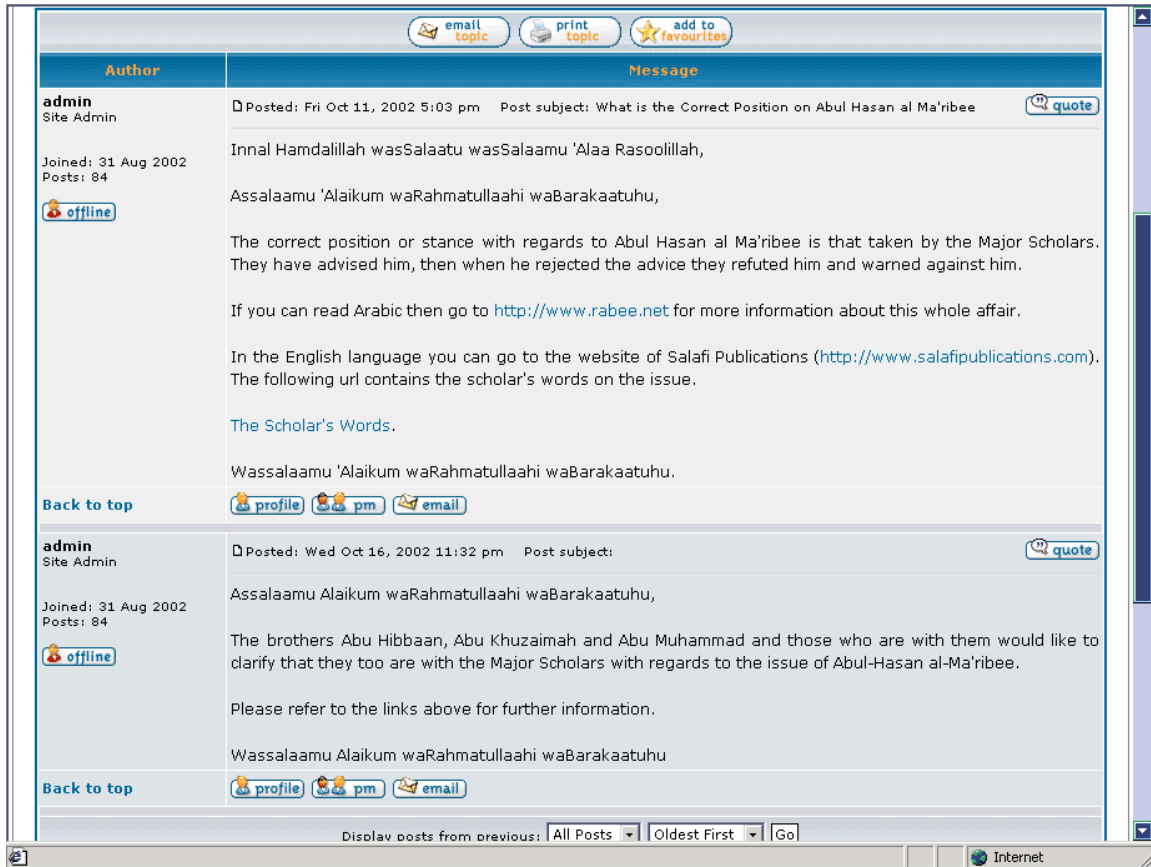 email topic print topic add to favourites
Author Message
admin
Site Admin
Joined: 31 Aug 2002
Posts: 84
offline
Posted: Fri Oct 11, 2002 5:03 pm Post subject: What is the Correct Position on Abul Hasan al Ma'ribee quote
Innal Hamdalillah wasSalaatu wasSalaamu 'Alaa Rasoolillah,
Assalaamu 'Alaikum waRahmatullaahi waBarakaatuhu,
The correct position or stance with regards to Abul Hasan al Ma'ribee is that taken by the Major Scholars.
They have advised him, then when he rejected the advice they refuted him and warned against him.
If you can read Arabic then go to http://www.rabee.net for more information about this whole affair.
In the English language you can go to the website of Salafi Publications (http://www.salafipublications.com).
The following url contains the scholar's words on the issue.
The Scholar's Words.
Wassalaamu 'Alaikum waRahmatullaahi waBarakaatuhu.
Back to top profile pm email
admin
Site Admin
Joined: 31 Aug 2002
Posts: 84
offline
Posted: Wed Oct 16, 2002 11:32 pm Post subject: quote
Assalaamu Alaikum waRahmatullaahi waBarakaatuhu,
The brothers Abu Hibbaan, Abu Khuzaimah and Abu Muhammad and those who are with them would like to
clarify that they too are with the Major Scholars with regards to the issue of Abul-Hasan al-Ma'ribee.
Please refer to the links above for further information.
Wassalaamu Alaikum waRahmatullaahi waBarakaatuhu
Back to top profile pm email
Display posts from previous: All Posts Oldest First Go
Internet